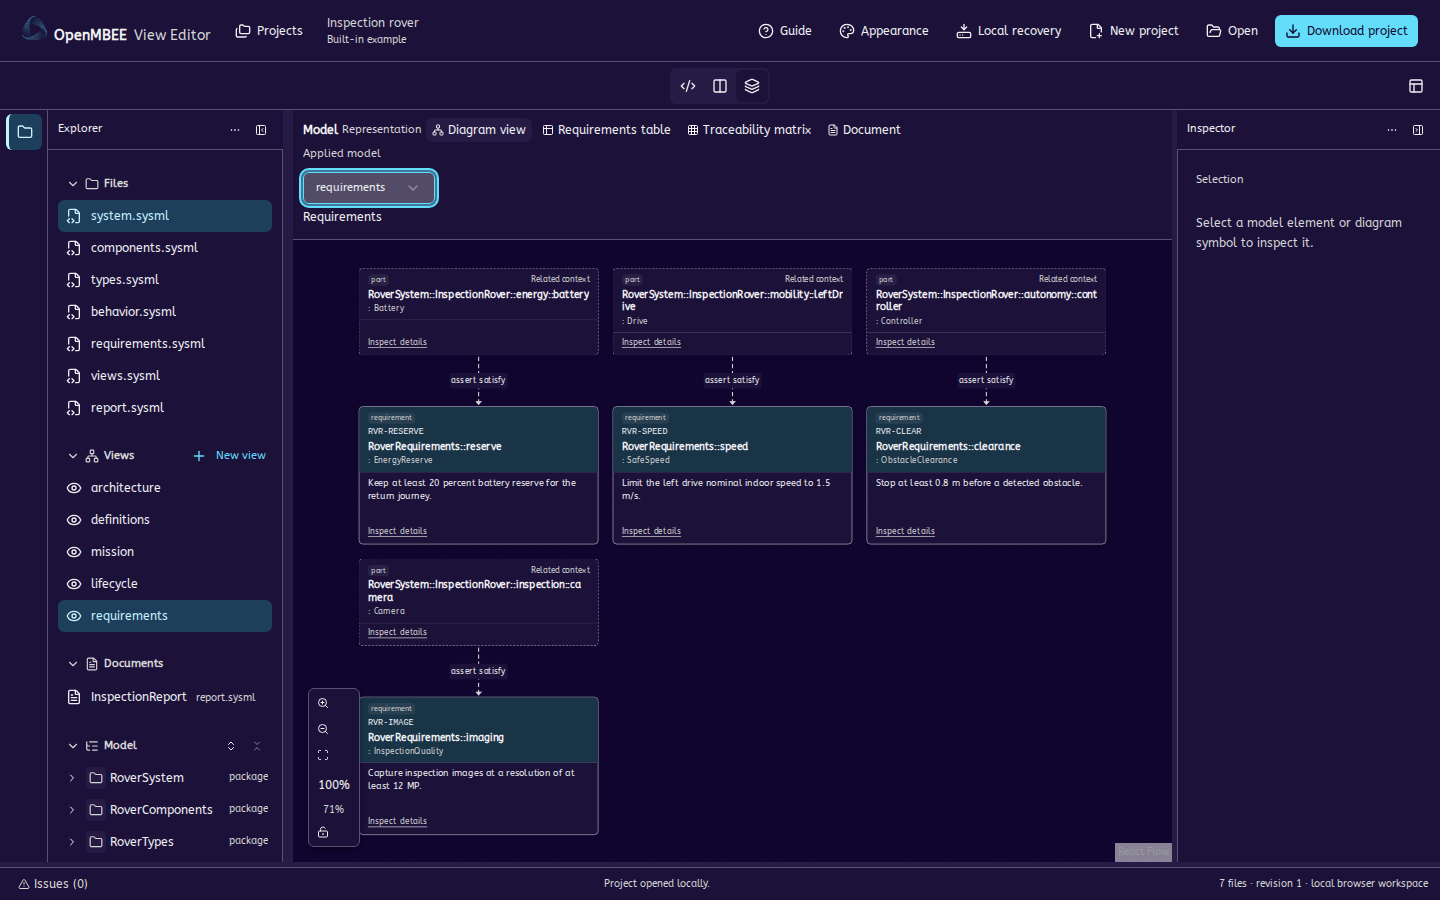 OpenMBEE View Editor
Projects
Inspection rover
Built-in example
Guide
Appearance
Local recovery
New project
Open
Download project
Explorer
Files
system.sysml
components.sysml
types.sysml
behavior.sysml
requirements.sysml
views.sysml
report.sysml
Views
New view
architecture
definitions
mission
lifecycle
requirements
Documents
InspectionReport report.sysml
Model
RoverSystem package
RoverComponents package
RoverTypes package
Model Representation
Diagram view
Requirements table
Traceability matrix
Document
Applied model
requirements
Requirements
part Related context
RoverSystem::InspectionRover::energy::battery
: Battery
Inspect details
assert satisfy
requirement
RVR-RESERVE
RoverRequirements::reserve
: EnergyReserve
Keep at least 20 percent battery reserve for the
return journey.
Inspect details
part Related context
RoverSystem::InspectionRover::mobility::leftDr
ive
: Drive
Inspect details
assert satisfy
requirement
RVR-SPEED
RoverRequirements::speed
: SafeSpeed
Limit the left drive nominal indoor speed to 1.5
m/s.
Inspect details
part Related context
RoverSystem::InspectionRover::autonomy::cont
roller
: Controller
Inspect details
assert satisfy
requirement
RVR-CLEAR
RoverRequirements::clearance
: ObstacleClearance
Stop at least 0.8 m before a detected obstacle.
Inspect details
part Related context
RoverSystem::InspectionRover::inspection::ca
mera
: Camera
Inspect details
assert satisfy
requirement
RVR-IMAGE
RoverRequirements::imaging
: InspectionQuality
Capture inspection images at a resolution of at
least 12 MP.
Inspect details
100%
71%
React Flow
Inspector
Selection
Select a model element or diagram
symbol to inspect it.
Issues (0)
Project opened locally.
7 files · revision 1 · local browser workspace